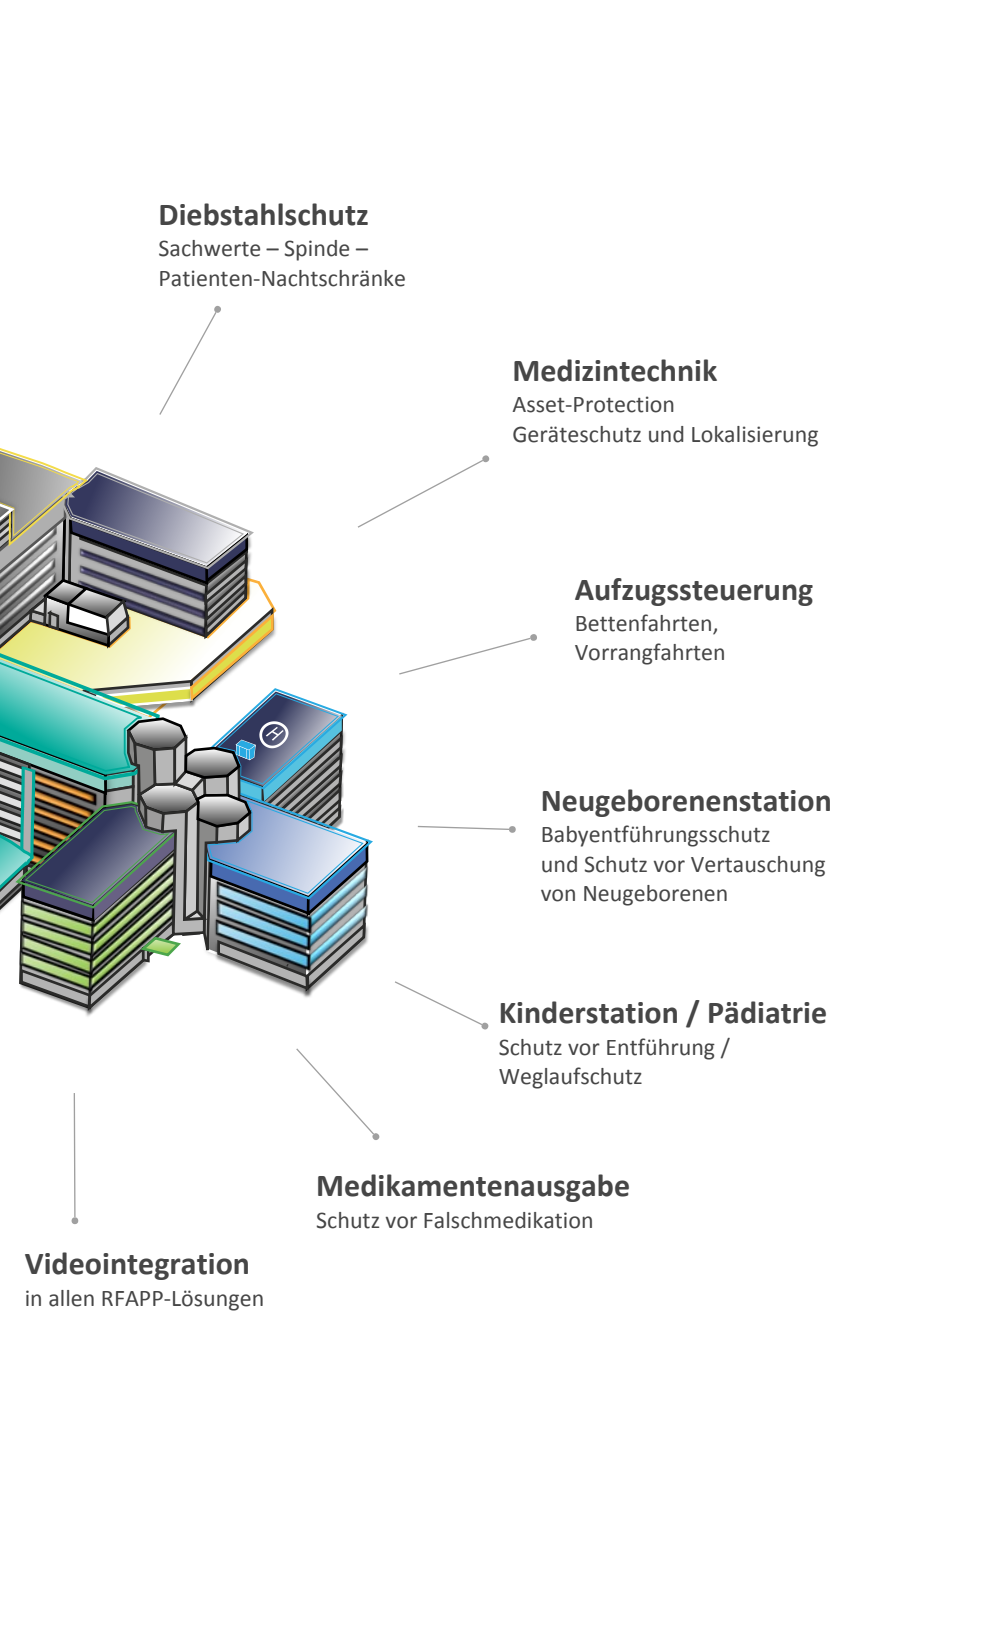 Diebstahlschutz
Sachwerte – Spinde –
Patienten-Nachtschränke
Medizintechnik
Asset-Protection
Geräteschutz und Lokalisierung
Aufzugssteuerung
Bettenfahrten,
Vorrangfahrten
H
Neugeborenenstation
Babyentführungsschutz
und Schutz vor Vertauschung
von Neugeborenen
Kinderstation / Pädiatrie
Schutz vor Entführung /
Weglaufschutz
Medikamentenausgabe
Schutz vor Falschmedikation
Videointegration
in allen RFAPP-Lösungen